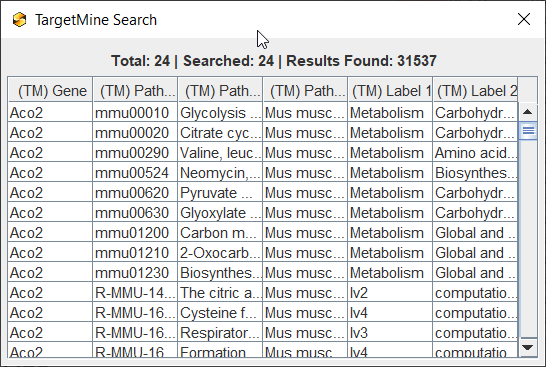 TargetMine Search
Total: 24 | Searched: 24 | Results Found: 31537
(TM) Gene (TM) Path... (TM) Path... (TM) Path... (TM) Label 1 (TM) Label 2
Aco2 mmu00010 Glycolysis ... Mus musc... Metabolism Carbohydr...
Aco2 mmu00020 Citrate cyc... Mus musc... Metabolism Carbohydr...
Aco2 mmu00290 Valine, leuc... Mus musc... Metabolism Amino acid...
Aco2 mmu00524 Neomycin,... Mus musc... Metabolism Biosynthes...
Aco2 mmu00620 Pyruvate ... Mus musc... Metabolism Carbohydr...
Aco2 mmu00630 Glyoxylate ... Mus musc... Metabolism Carbohydr...
Aco2 mmu01200 Carbon m... Mus musc... Metabolism Global and ...
Aco2 mmu01210 2-Oxocarb... Mus musc... Metabolism Global and ...
Aco2 mmu01230 Biosynthes... Mus musc... Metabolism Global and ...
Aco2 R-MMU-14... The citric a... Mus musc... lv2 computatio...
Aco2 R-MMU-16... Cysteine f... Mus musc... lv4 computatio...
Aco2 R-MMU-16... Respirator... Mus musc... lv3 computatio...
Aco2 R-MMU-16... Formation ... Mus musc... lv4 computatio...